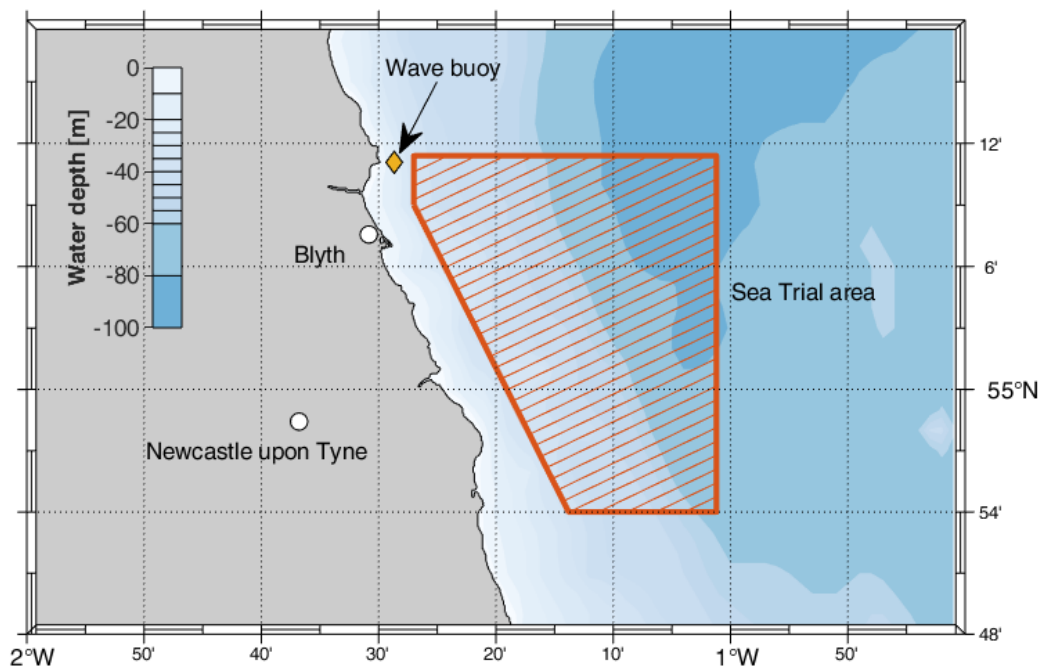 Wave buoy
0
-20
-40
-60
-80
-100
Water depth [m]
Blyth
Newcastle upon Tyne
Sea Trial area
12'
6'
55°N
54'
48'
2°W
50'
40'
30'
20'
10'
1°W
50'